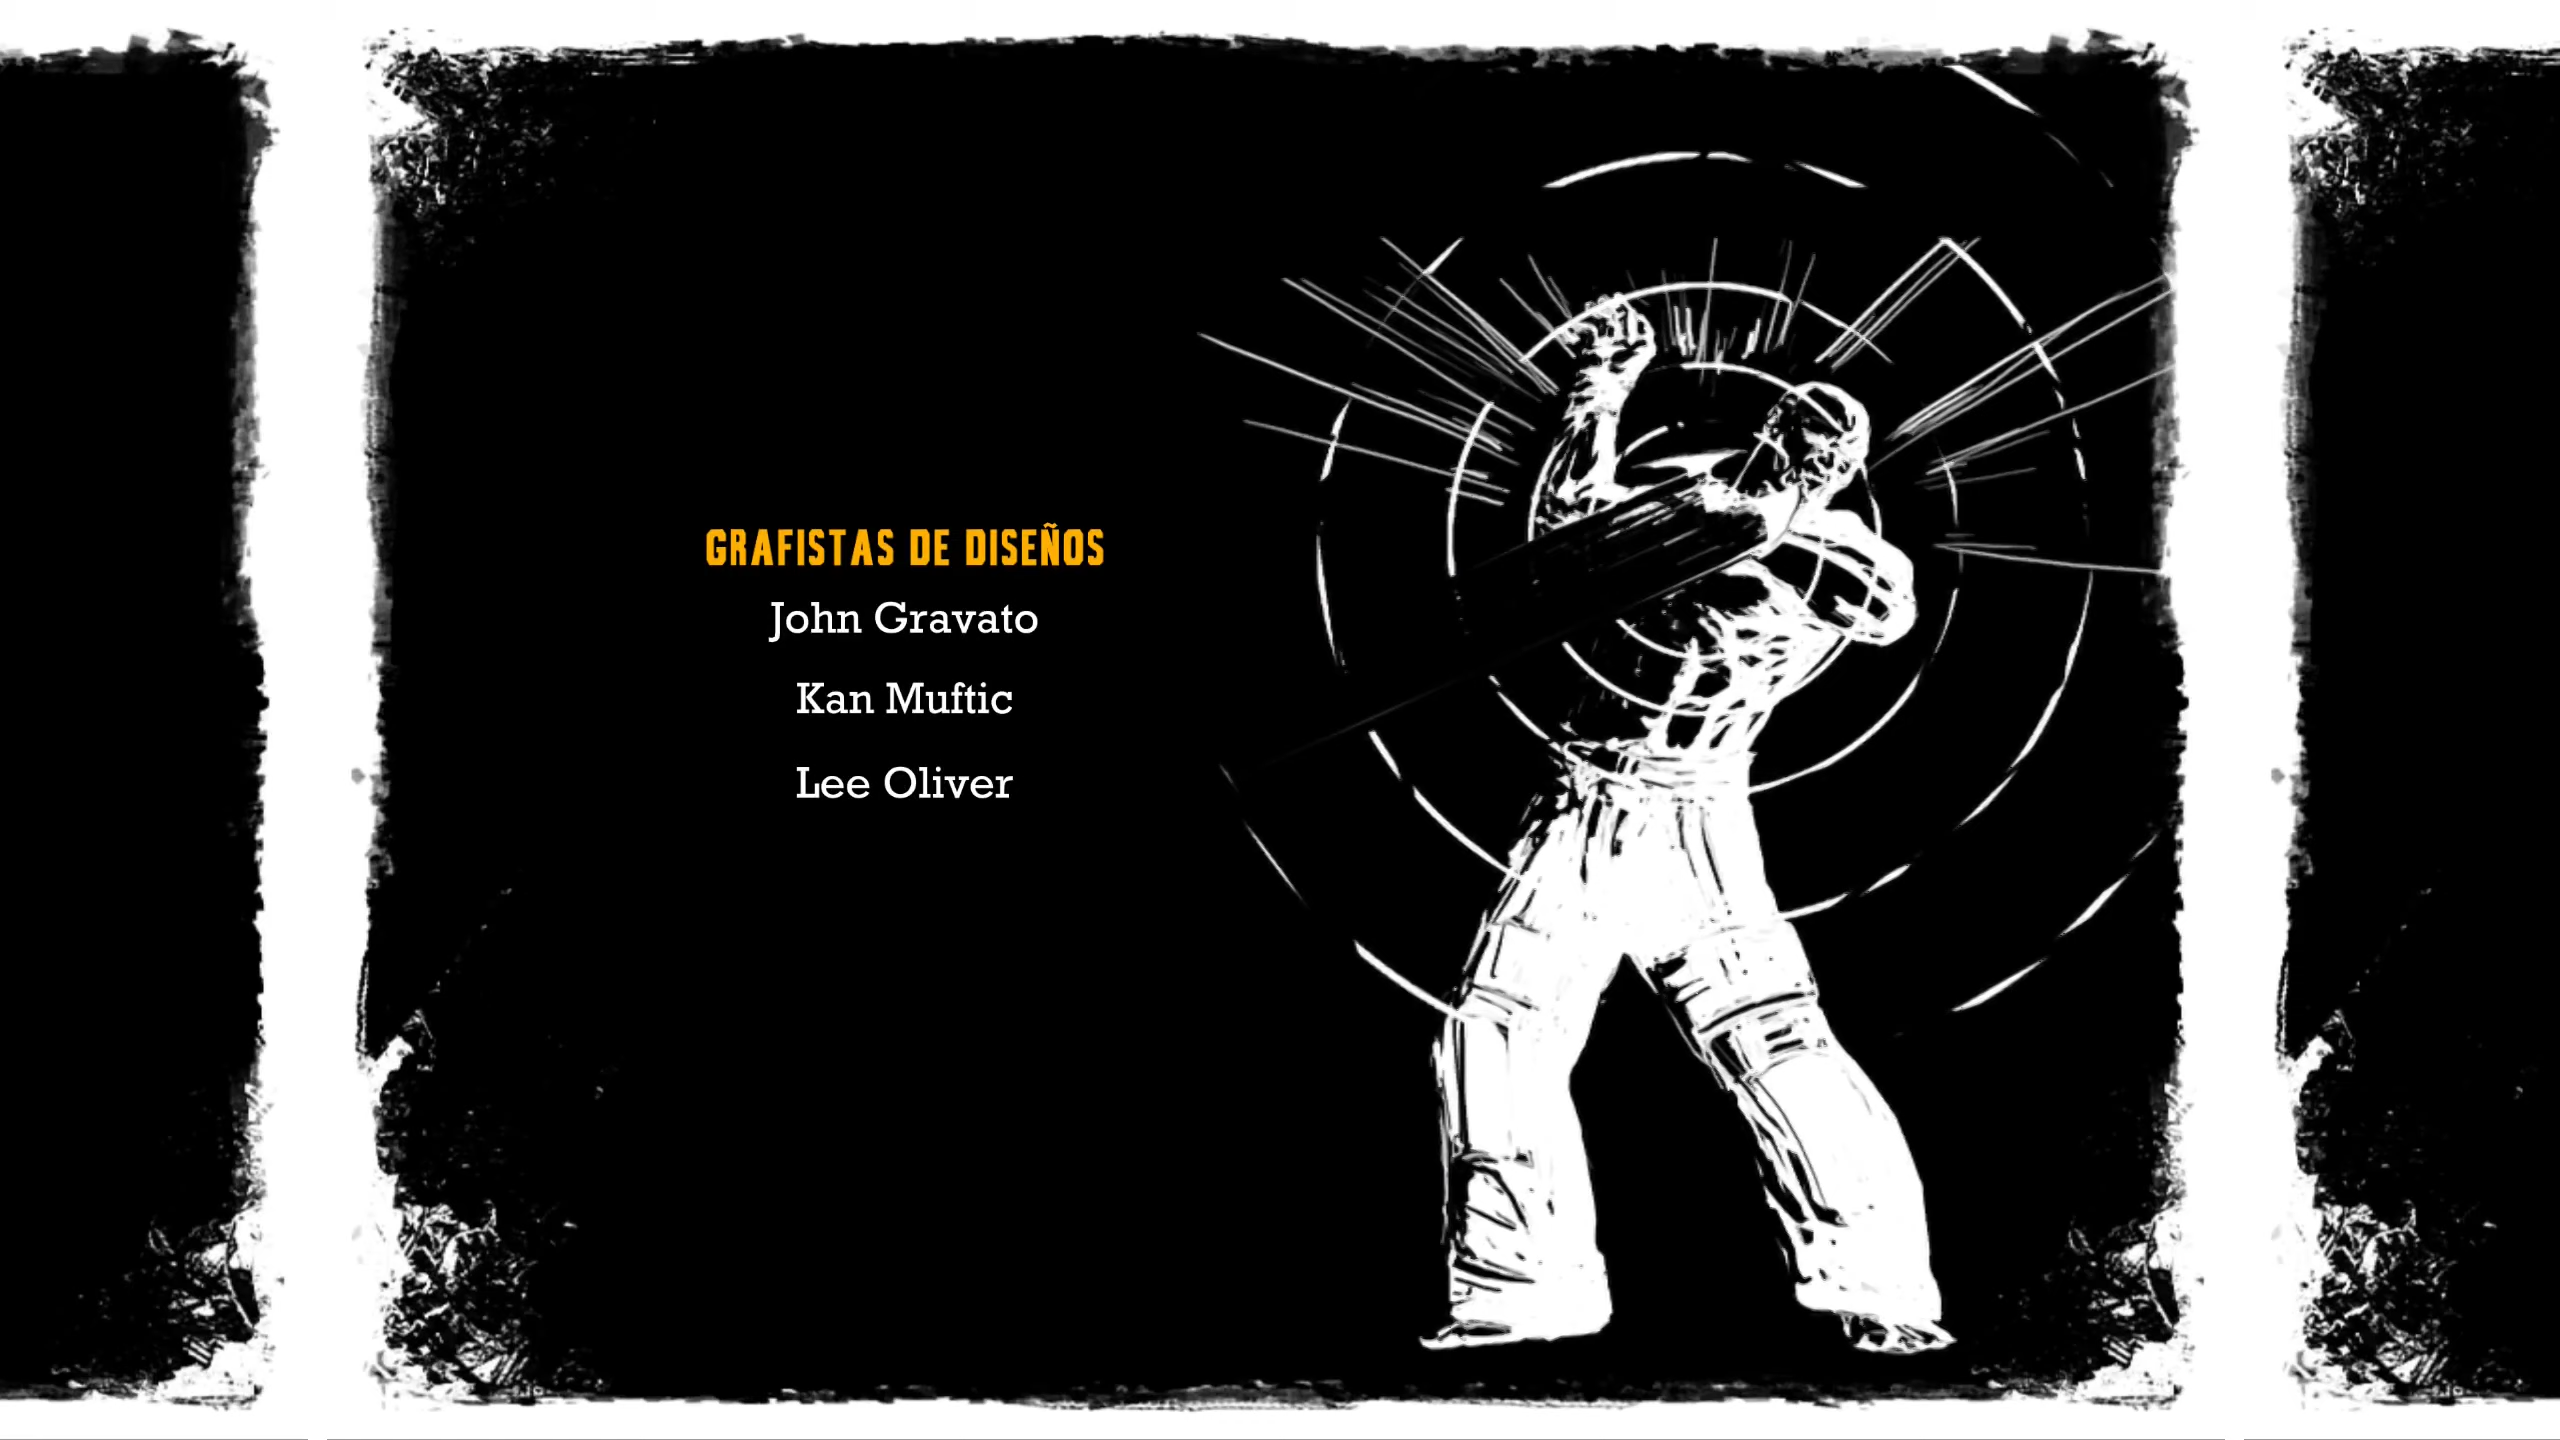 GRAFISTAS DE DISEÑOS
John Gravato
Kan Muftic
Lee Oliver